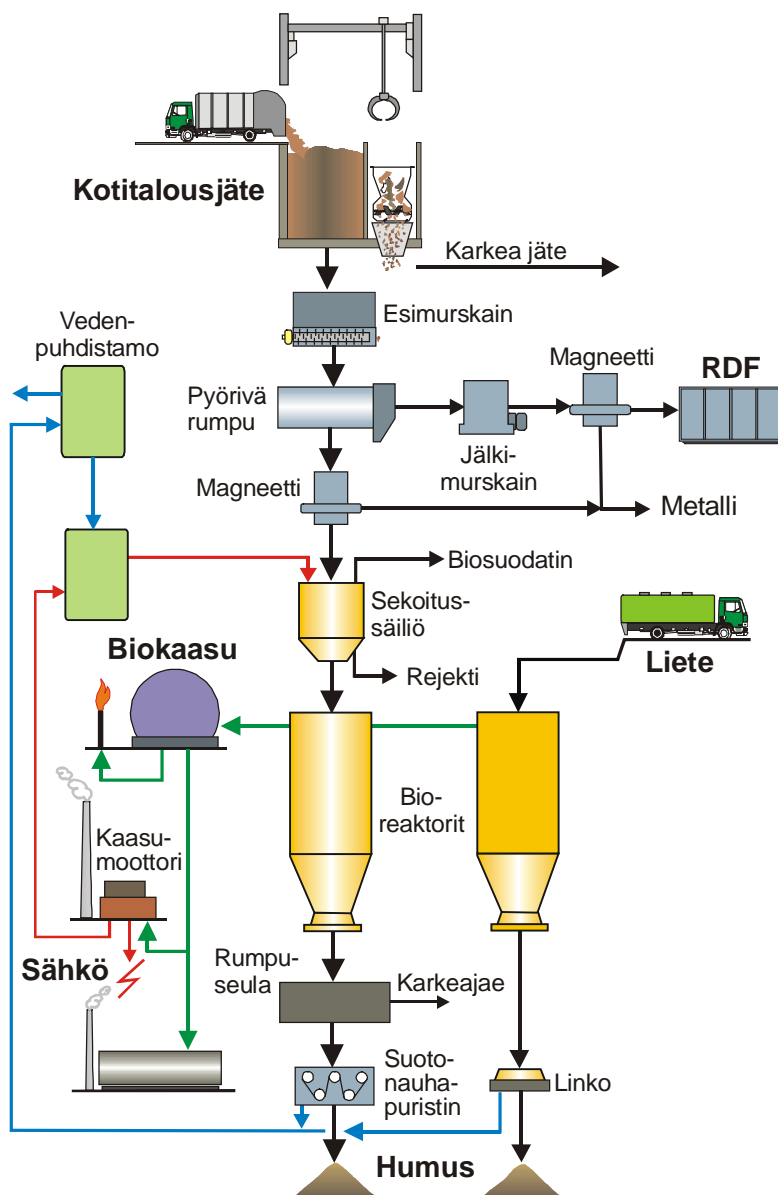 Kotitalousjäte
Karkea jäte
Esimurskain
Veden-
puhdistamo
Magneetti
RDF
Pyörivä
rumpu
Jälki-
murskain
Magneetti
Metalli
Biosuodatin
Sekoitus-
säiliö
Liete
Biokaasu
Rejekti
Bio-
reaktorit
Kaasu-
moottori
Sähkö
Rumpu-
seula
Karkeajae
Suoto-
nauha-
puristin
Linko
Humus